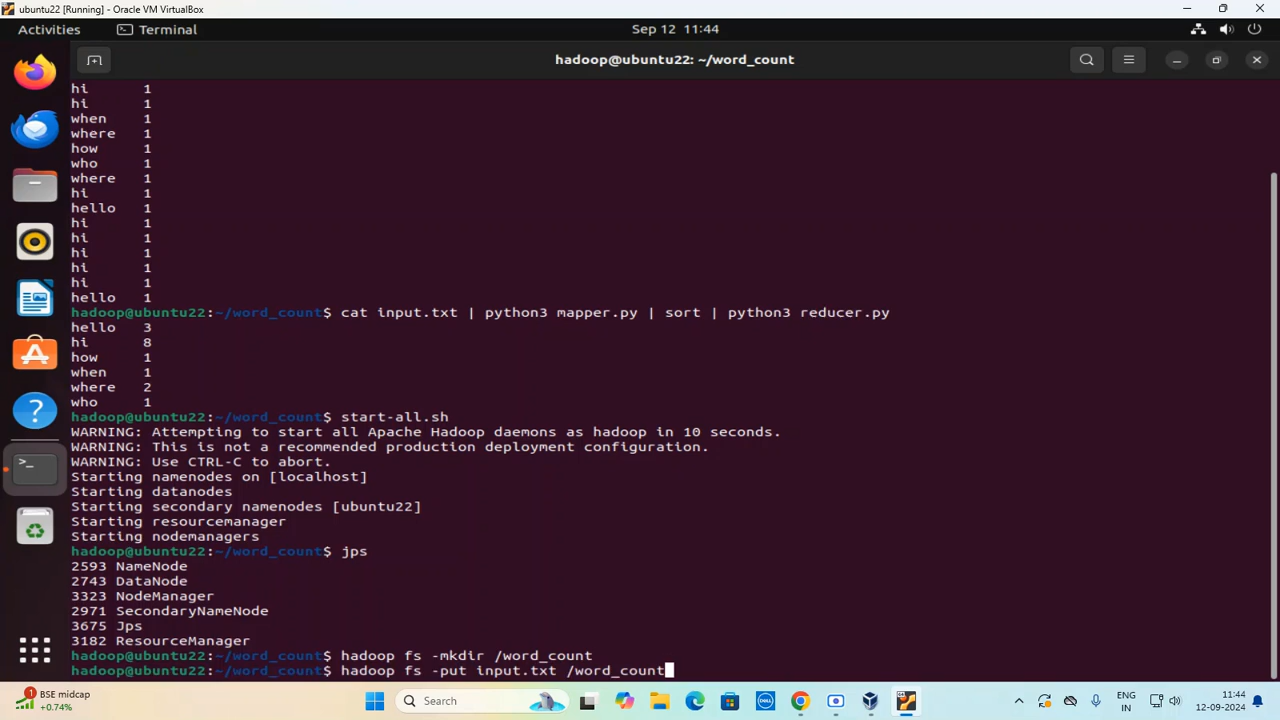 ubuntu22 [Running] - Oracle VM VirtualBox
Activities Terminal Sep 12 11:44
hadoop@ubuntu22: ~/word_count
hi 1
hi 1
when 1
where 1
how 1
who 1
where 1
hi 1
hello 1
hi 1
hi 1
hi 1
hi 1
hi 1
hello 1
hadoop@ubuntu22:~/word_count$ cat input.txt | python3 mapper.py | sort | python3 reducer.py
hello 3
hi 8
how 1
when 1
where 2
who 1
hadoop@ubuntu22:~/word_count$ start-all.sh
WARNING: Attempting to start all Apache Hadoop daemons as hadoop in 10 seconds.
WARNING: This is not a recommended production deployment configuration.
WARNING: Use CTRL-C to abort.
Starting namenodes on [localhost]
Starting datanodes
Starting secondary namenodes [ubuntu22]
Starting resourcemanager
Starting nodemanagers
hadoop@ubuntu22:~/word_count$ jps
2593 NameNode
2743 DataNode
3323 NodeManager
2971 SecondaryNameNode
3675 Jps
3182 ResourceManager
hadoop@ubuntu22:~/word_count$ hadoop fs -mkdir /word_count
hadoop@ubuntu22:~/word_count$ hadoop fs -put input.txt /word_count
BSE midcap
+0.74%
Search
ENG
IN
11:44
12-09-2024